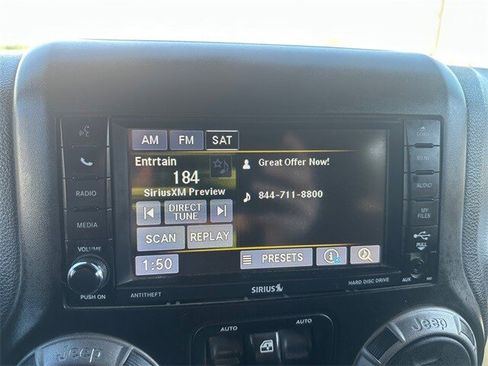 AM FM SAT
Entrtain
184
SiriusXM Preview
Great Offer Now!
844-711-8800
DIRECT
TUNE
SCAN REPLAY
1:50 PRESETS
RADIO
MEDIA
VOLUME
PUSH ON
ANTITHEFT
SIRIUS
HARD DISC DRIVE
MENU
AUDIO
MY
FILES
PULL
AUX
AUTO AUTO
Jeep Jeep